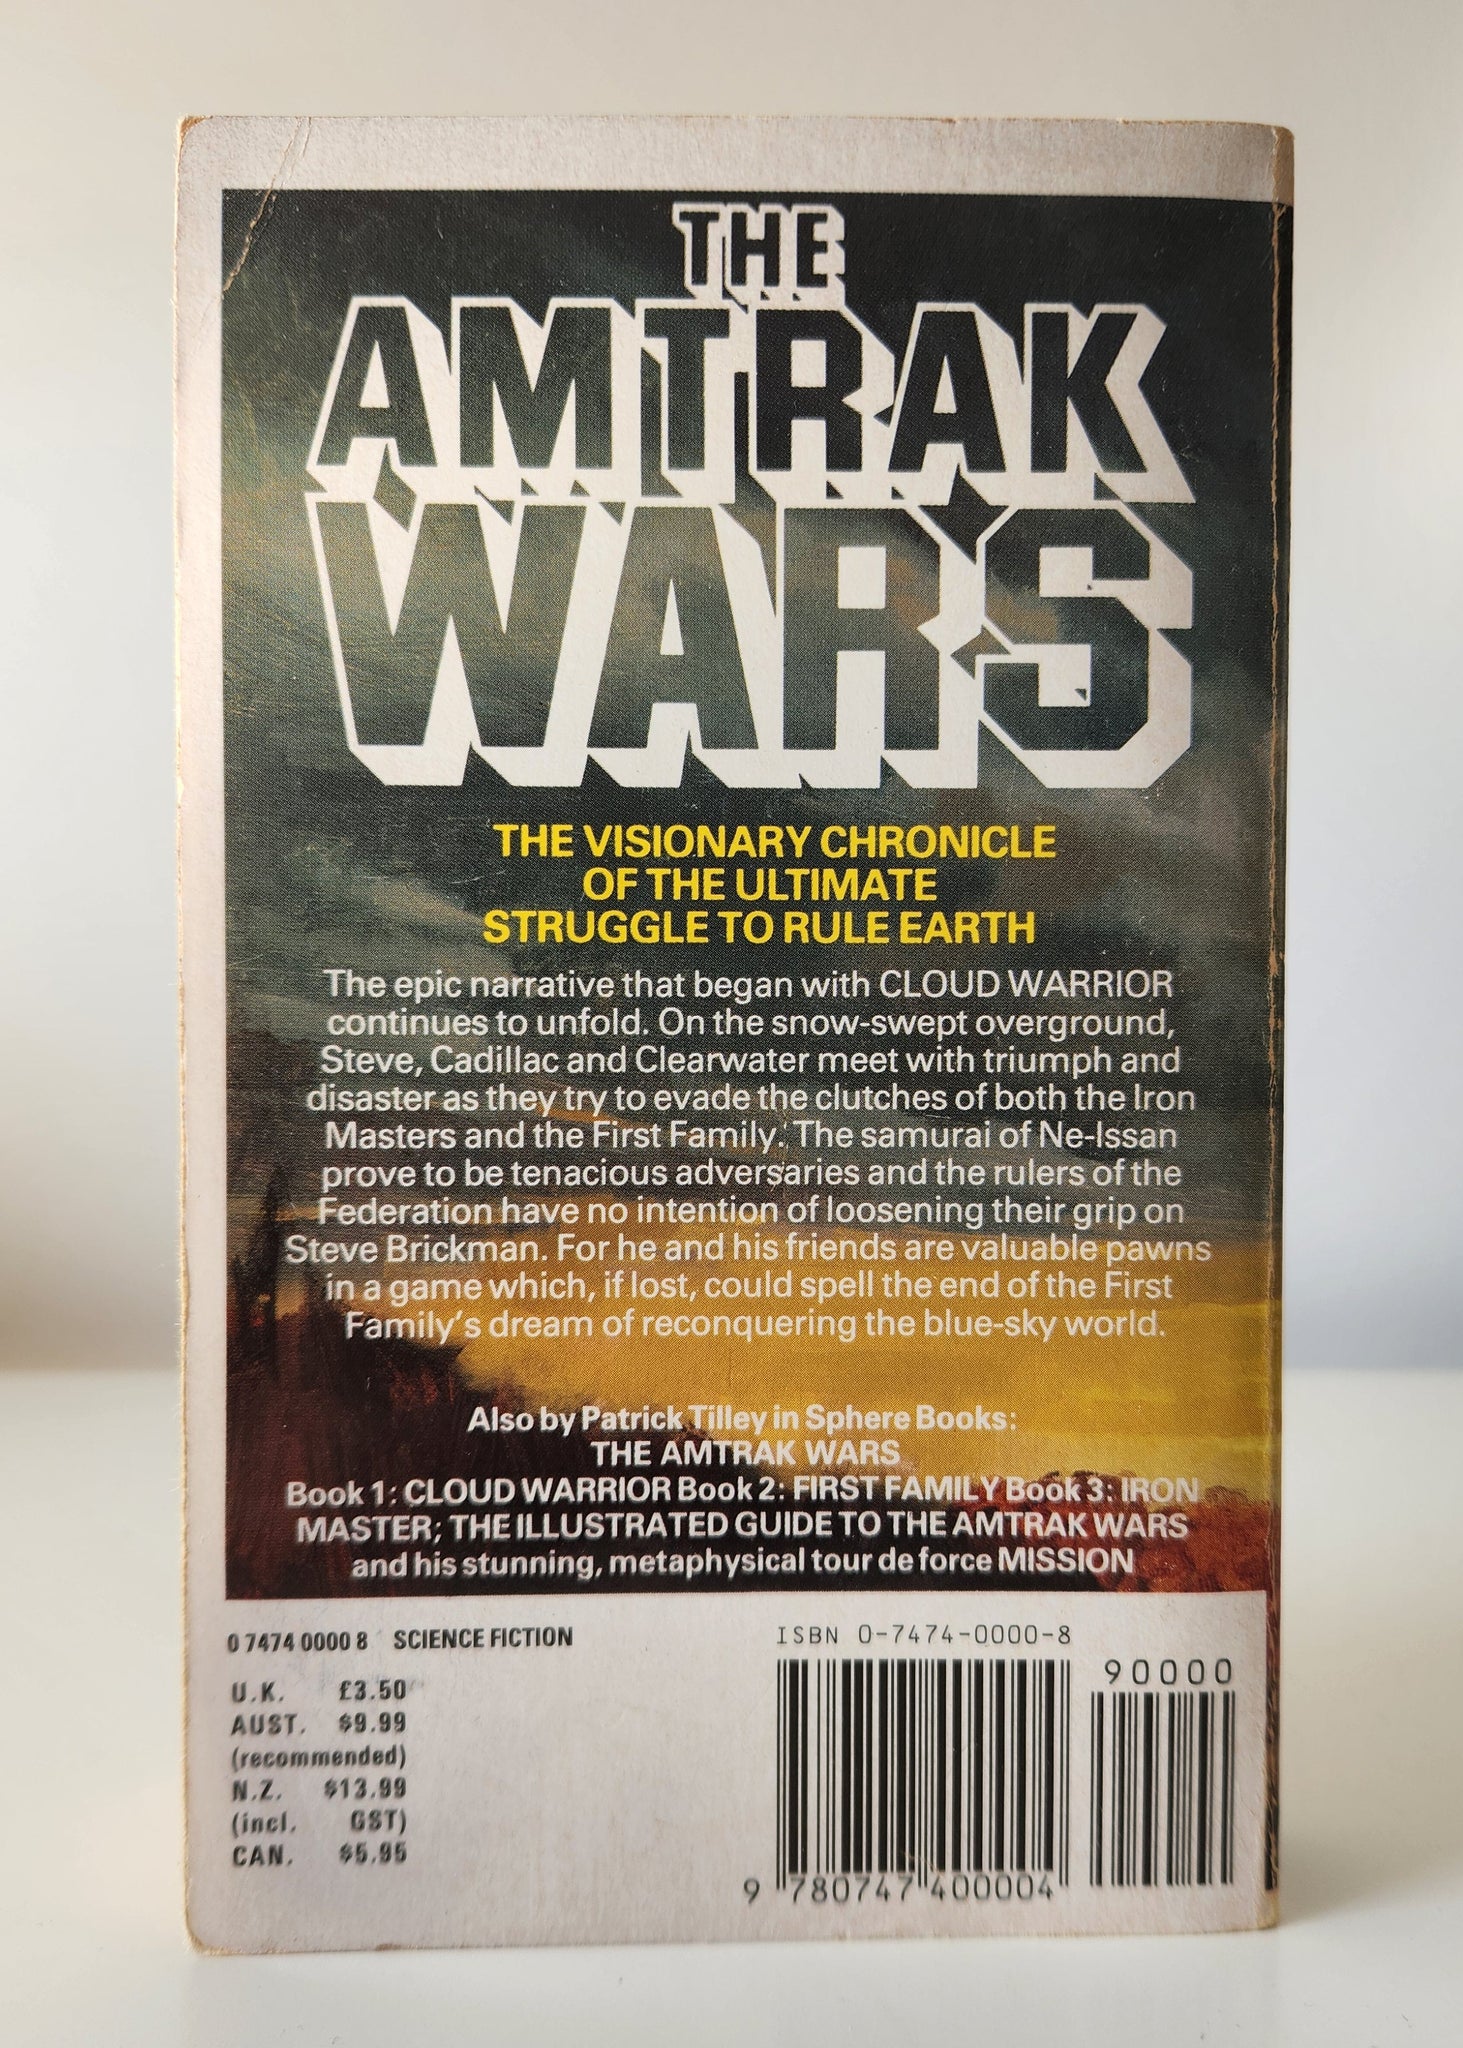 THE
AMTRAK
WARS
THE VISIONARY CHRONICLE
OF THE ULTIMATE
STRUGGLE TO RULE EARTH
The epic narrative that began with CLOUD WARRIOR
continues to unfold. On the snow-swept overground,
Steve, Cadillac and Clearwater meet with triumph and
disaster as they try to evade the clutches of both the Iron
Masters and the First Family. The samurai of Ne-Issan
prove to be tenacious adversaries and the rulers of the
Federation have no intention of loosening their grip on
Steve Brickman. For he and his friends are valuable pawns
in a game which, if lost, could spell the end of the First
Family's dream of reconquering the blue-sky world.
Also by Patrick Tilley in Sphere Books:
THE AMTRAK WARS
Book 1: CLOUD WARRIOR Book 2: FIRST FAMILY Book 3: IRON
MASTER; THE ILLUSTRATED GUIDE TO THE AMTRAK WARS
and his stunning, metaphysical tour de force MISSION
0 7474 0000 8 SCIENCE FICTION
U.K. £3.50
AUST. $9.99
(recommended)
N.Z. $13.99
(incl. GST)
CAN. $5.95
ISBN 0-7474-0000-8
90000
9 780747 400004